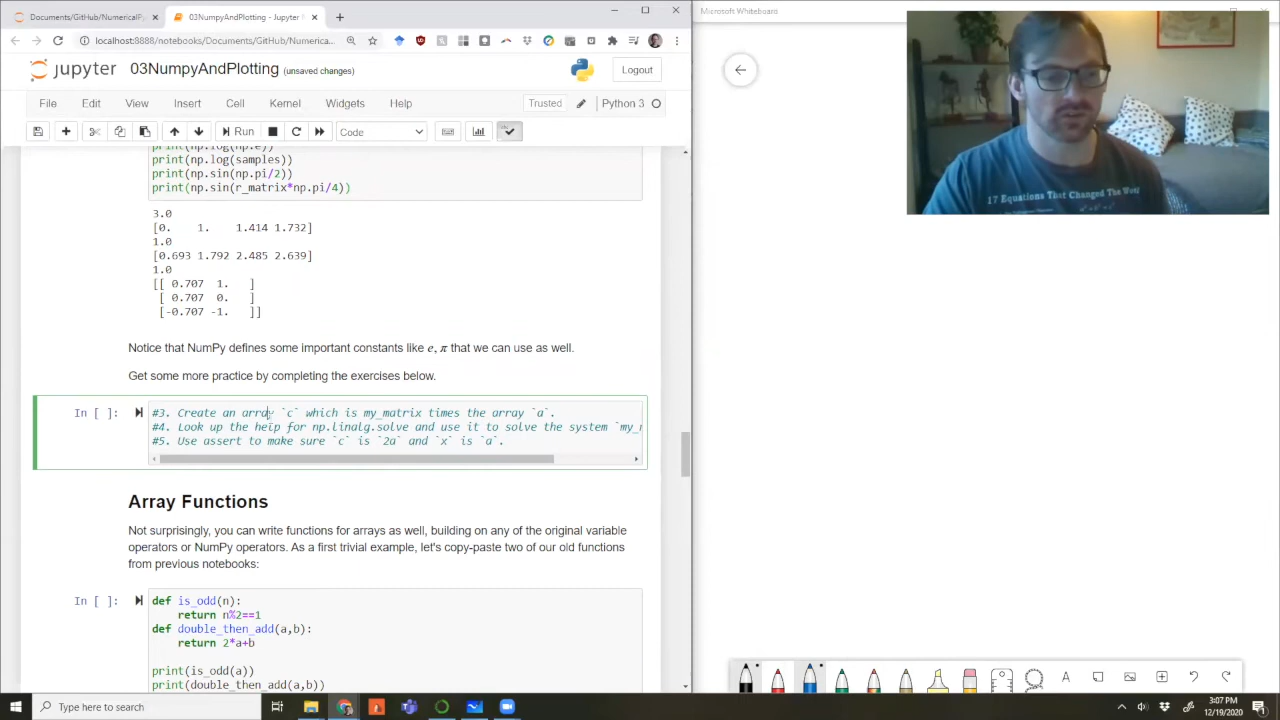 Documents/GitHub/NumericalPy
03NumpyAndPlotting - Jupyter
Microsoft Whiteboard
localhost:8888/notebooks/Documents/GitHub/Numerica...
jupyter 03NumpyAndPlotting (unsaved changes)
Logout
File Edit View Insert Cell Kernel Widgets Help
Trusted Python 3
Run Code
print(np.log(np.e))
print(np.log(samples))
print(np.sin(np.pi/2))
print(np.sin(r_matrix*np.pi/4))
3.0
[0. 1. 1.414 1.732]
1.0
[0.693 1.792 2.485 2.639]
1.0
[[ 0.707 1. ]
[ 0.707 0. ]
[-0.707 -1. ]]
Notice that NumPy defines some important constants like e, π that we can use as well.
Get some more practice by completing the exercises below.
In [ ]: #3. Create an array `c` which is my_matrix times the array `a`.
#4. Look up the help for np.linalg.solve and use it to solve the system `my_
#5. Use assert to make sure `c` is `2a` and `x` is `a`.
Array Functions
Not surprisingly, you can write functions for arrays as well, building on any of the original variable
operators or NumPy operators. As a first trivial example, let's copy-paste two of our old functions
from previous notebooks:
In [ ]: def is_odd(n):
return n%2==1
def double_then_add(a,b):
return 2*a+b
print(is_odd(a))
print(double_then_add(a,b))
17 Equations That Changed The World
Type here to search
3:07 PM
12/19/2020